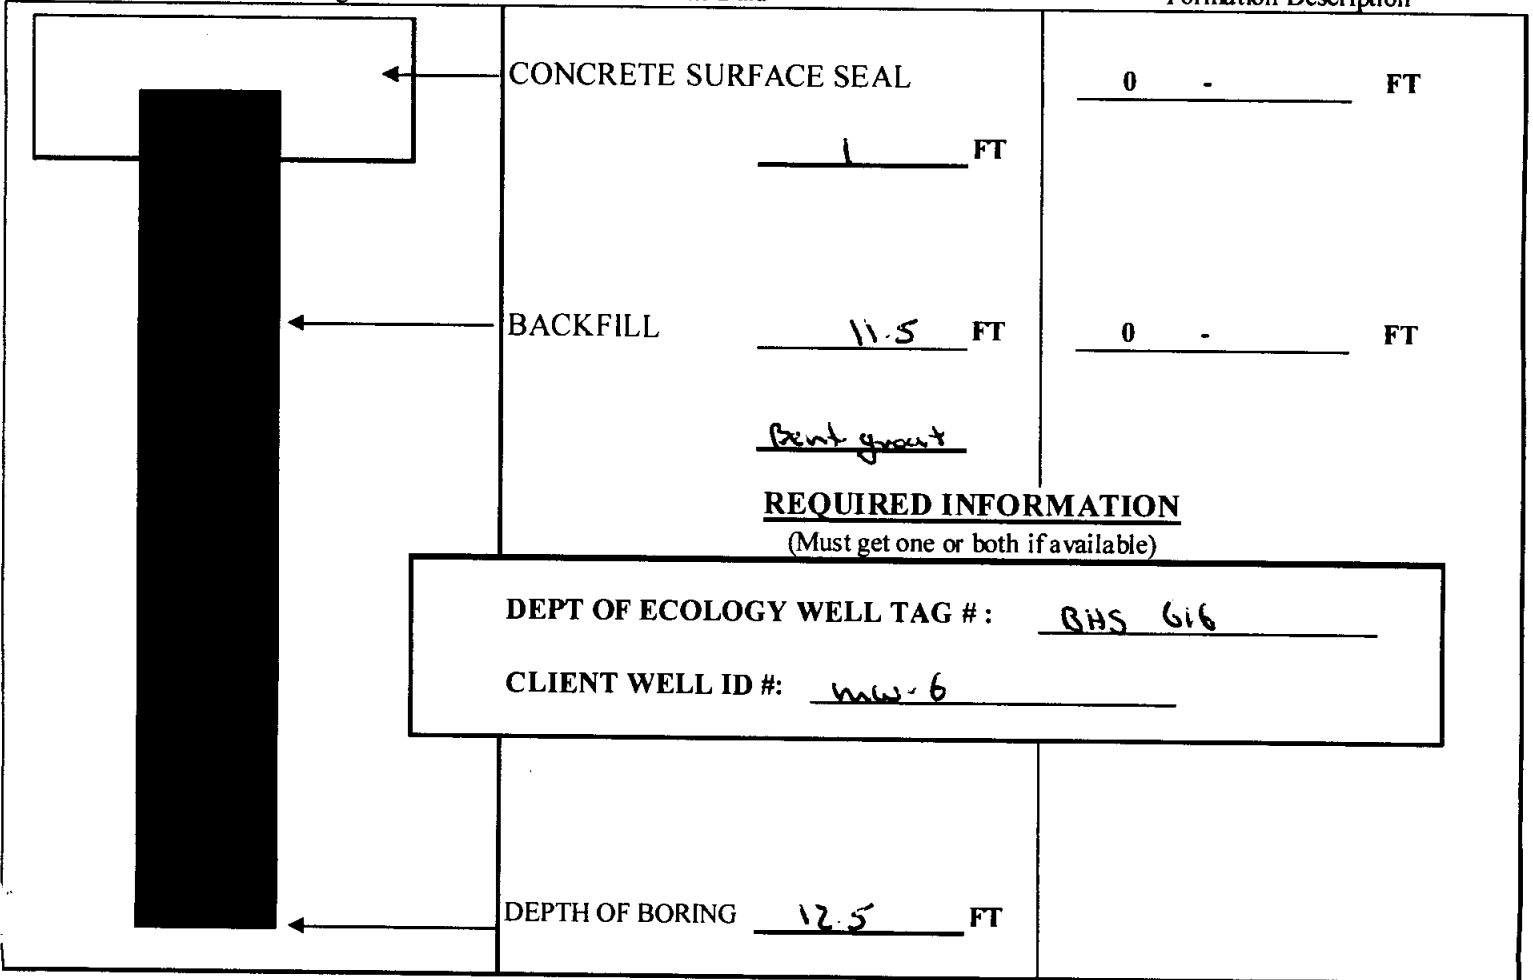 Formation Description
CONCRETE SURFACE SEAL
0 - FT
1 FT
BACKFILL 11.5 FT
0 - FT
Bent grout
REQUIRED INFORMATION
(Must get one or both if available)
DEPT OF ECOLOGY WELL TAG # : BHS 616
CLIENT WELL ID #: mw-6
DEPTH OF BORING 12.5 FT